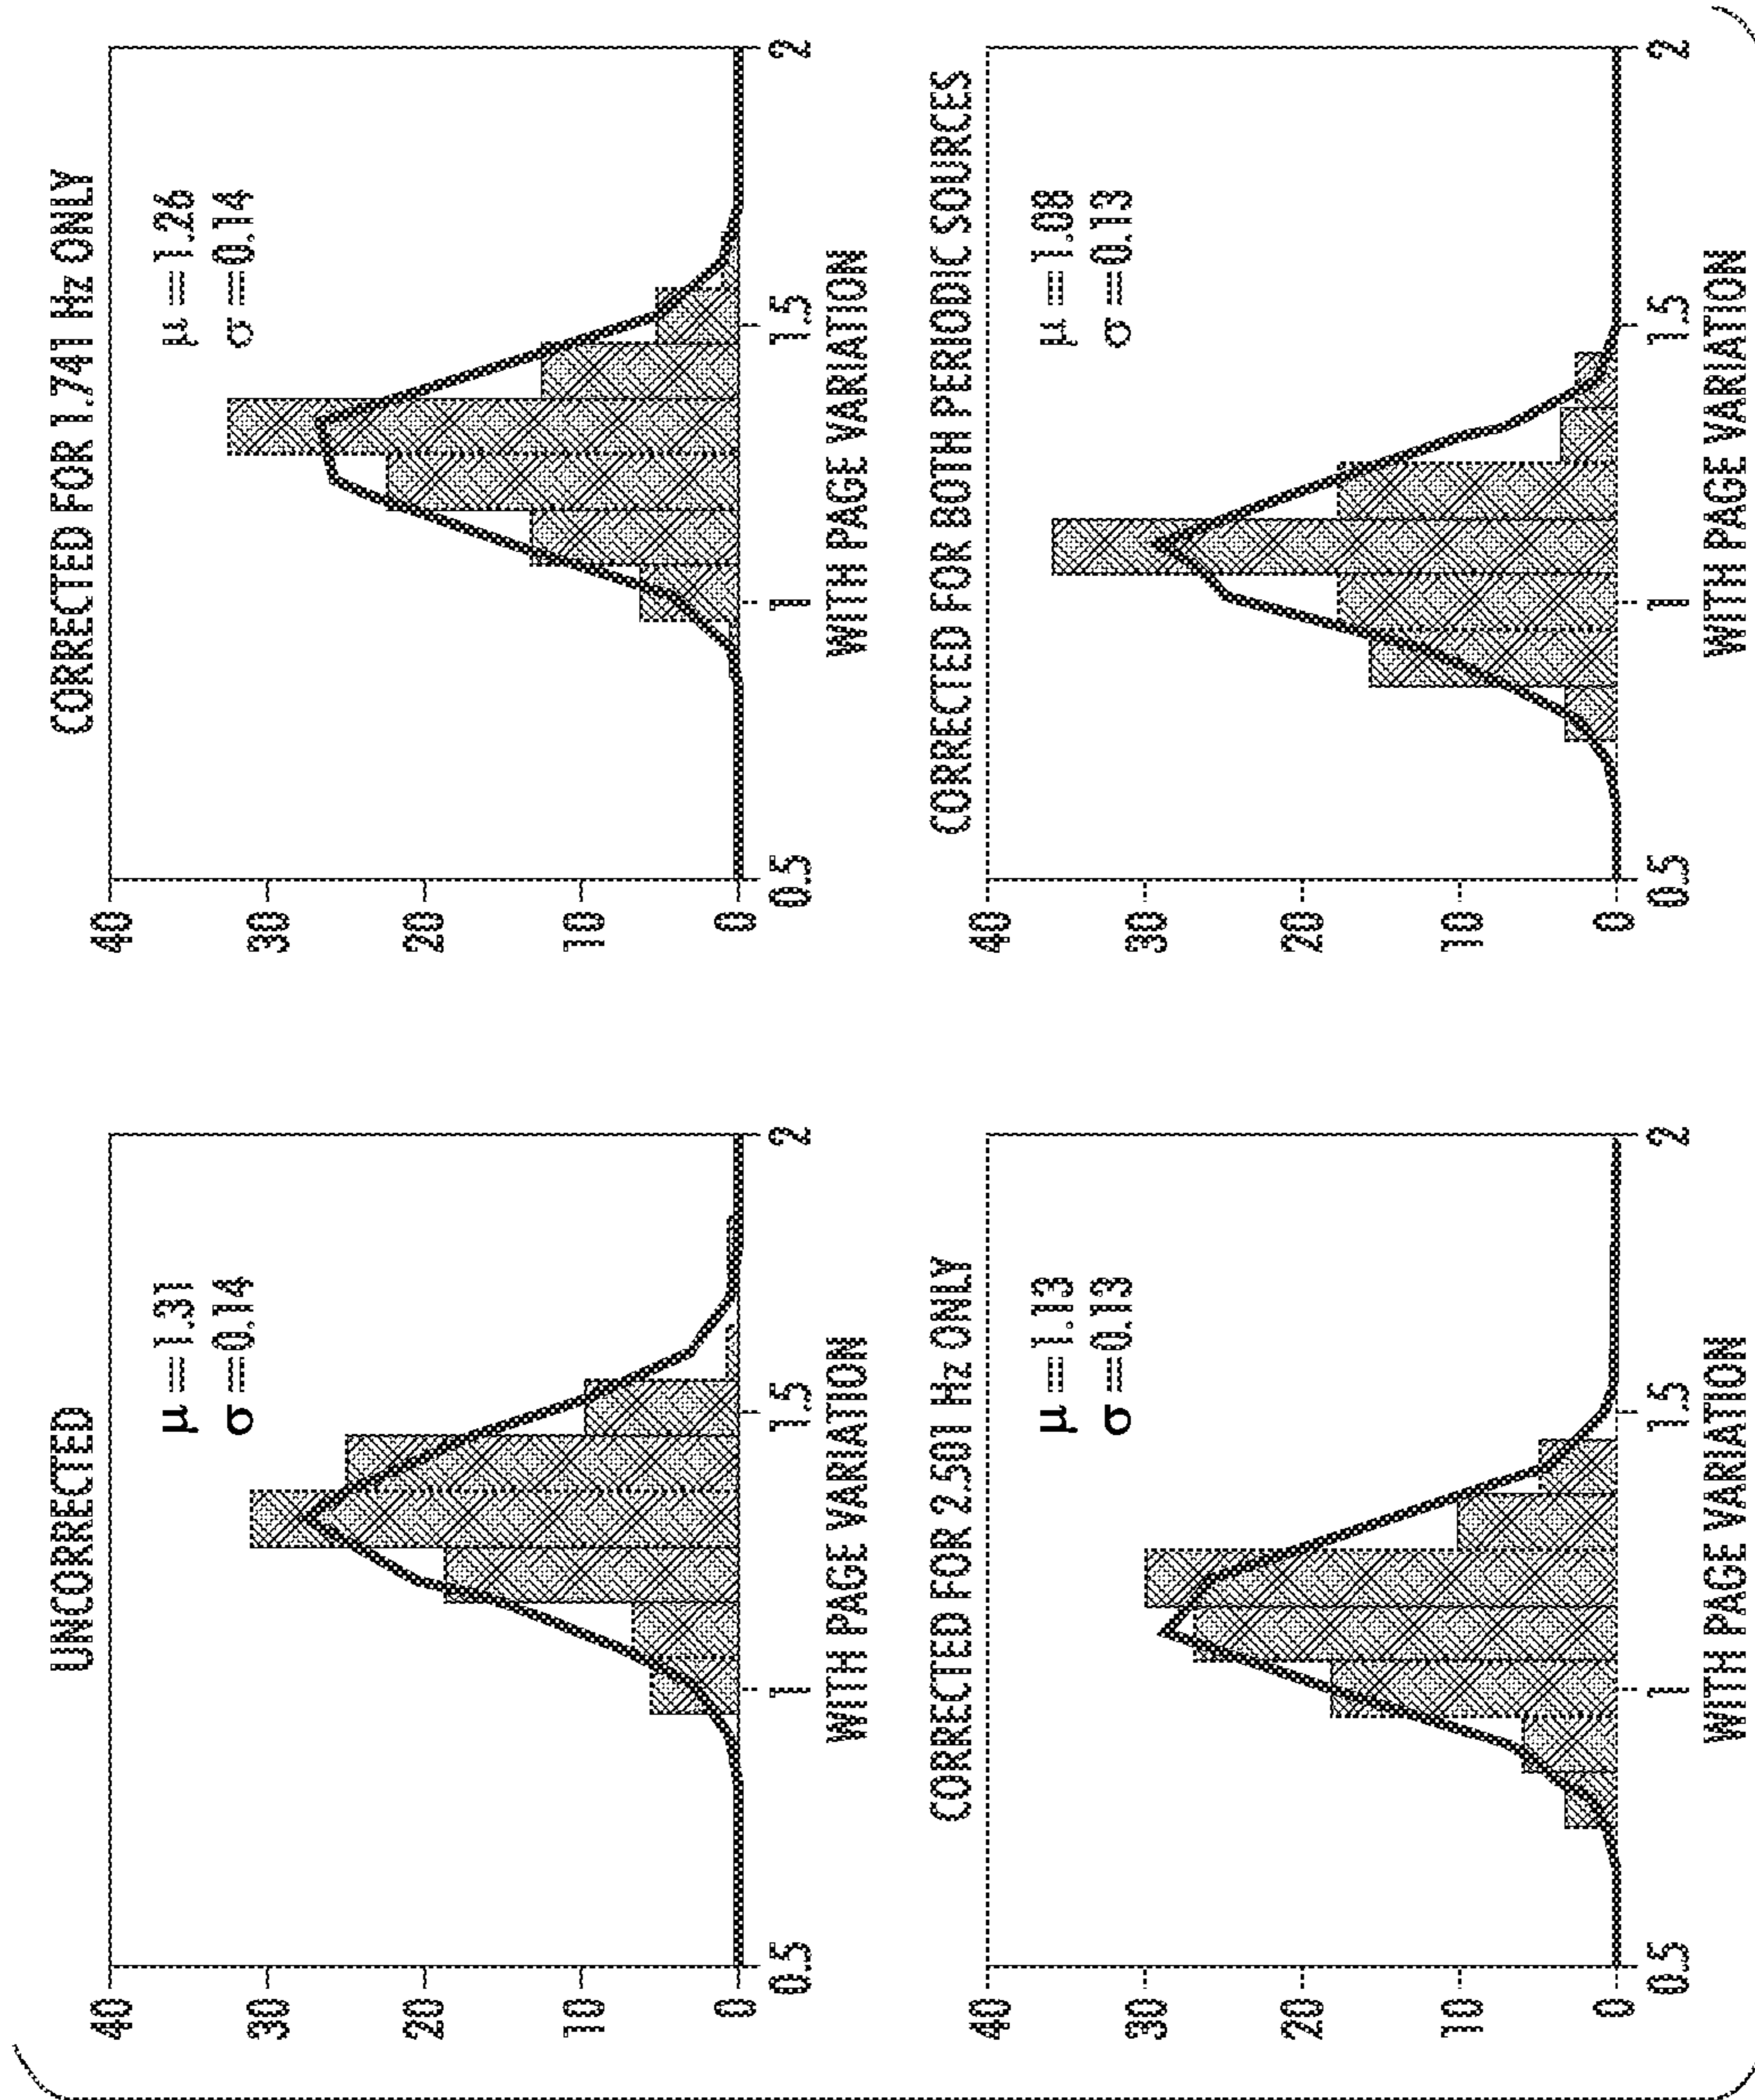 UNCORRECTED
40
30
20
10
0
μ =1.31
σ =0.14
0.5 1 1.5 2
WITH PAGE VARIATION
CORRECTED FOR 1.741 Hz ONLY
40
30
20
10
0
μ =1.26
σ =0.14
0.5 1 1.5 2
WITH PAGE VARIATION
CORRECTED FOR 2.501 Hz ONLY
40
30
20
10
0
μ =1.13
σ =0.13
0.5 1 1.5 2
WITH PAGE VARIATION
CORRECTED FOR BOTH PERIODIC SOURCES
40
30
20
10
0
μ =1.08
σ =0.13
0.5 1 1.5 2
WITH PAGE VARIATION